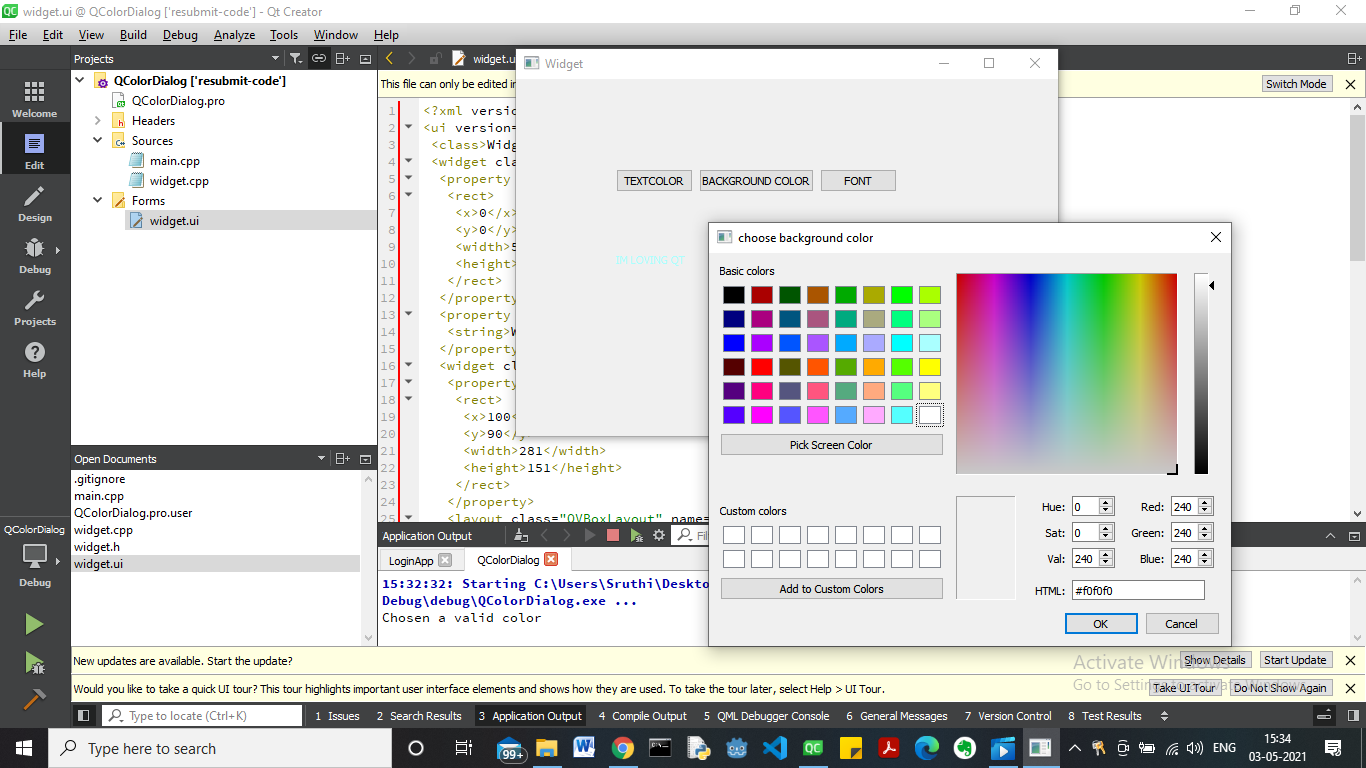 widget.ui @ QColorDialog ['resubmit-code'] - Qt Creator
File Edit View Build Debug Analyze Tools Window Help
Projects
widget.u
Widget
QColorDialog ['resubmit-code']
QColorDialog.pro
Headers
Sources
main.cpp
widget.cpp
Forms
widget.ui
Welcome
Edit
Design
Debug
Projects
Help
This file can only be edited in
Switch Mode
1 <?xml versio
2 <ui version=
3 <class>Widg
4 <widget cla
5 <property
6 <rect>
7 <x>0</x>
8 <y>0</y>
9 <width>5
10 <height>
11 </rect>
12 </property
13 <property
14 <string>W
15 </property
16 <widget cl
17 <property
18 <rect>
19 <x>100<
20 <y>90</y
21 <width>281</width>
22 <height>151</height>
23 </rect>
24 </property>
25 <layout class="QVBoxLayout" name=
TEXTCOLOR BACKGROUND COLOR FONT
IM LOVING QT
choose background color
Basic colors
Pick Screen Color
Custom colors
Add to Custom Colors
Hue: 0 Red: 240
Sat: 0 Green: 240
Val: 240 Blue: 240
HTML: #f0f0f0
OK Cancel
Open Documents
.gitignore
main.cpp
QColorDialog.pro.user
widget.cpp
widget.h
widget.ui
QColorDialog
Debug
Application Output
Fil
LoginApp QColorDialog
15:32:32: Starting C:\Users\Sruthi\Deskto
Debug\debug\QColorDialog.exe ...
Chosen a valid color
New updates are available. Start the update? Show Details Start Update
Activate Windows
Go to Settings to activate Windows.
Would you like to take a quick UI tour? This tour highlights important user interface elements and shows how they are used. To take the tour later, select Help > UI Tour. Take UI Tour Do Not Show Again
Type to locate (Ctrl+K) 1 Issues 2 Search Results 3 Application Output 4 Compile Output 5 QML Debugger Console 6 General Messages 7 Version Control 8 Test Results
Type here to search
99+
ENG
15:34
03-05-2021